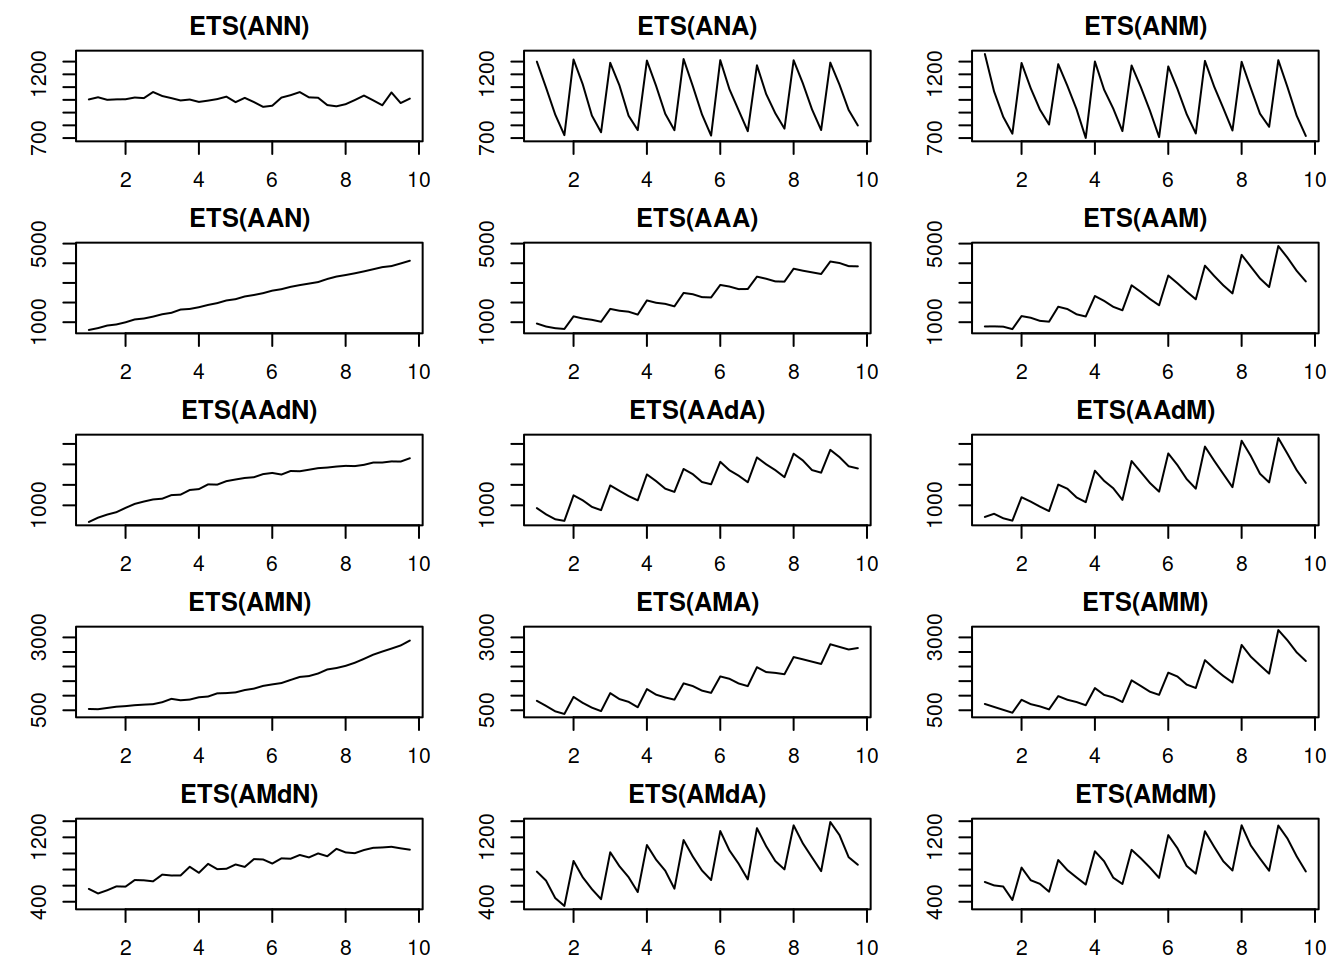 ETS(ANN) ETS(ANA) ETS(ANM)
700 1200 700 1200 700 1200
2 4 6 8 10 2 4 6 8 10 2 4 6 8 10
ETS(AAN) ETS(AAA) ETS(AAM)
1000 5000 1000 5000 1000 5000
2 4 6 8 10 2 4 6 8 10 2 4 6 8 10
ETS(AAdN) ETS(AAdA) ETS(AAdM)
1000 1000 1000
2 4 6 8 10 2 4 6 8 10 2 4 6 8 10
ETS(AMN) ETS(AMA) ETS(AMM)
500 3000 500 3000 500 3000
2 4 6 8 10 2 4 6 8 10 2 4 6 8 10
ETS(AMdN) ETS(AMdA) ETS(AMdM)
400 1200 400 1200 400 1200
2 4 6 8 10 2 4 6 8 10 2 4 6 8 10